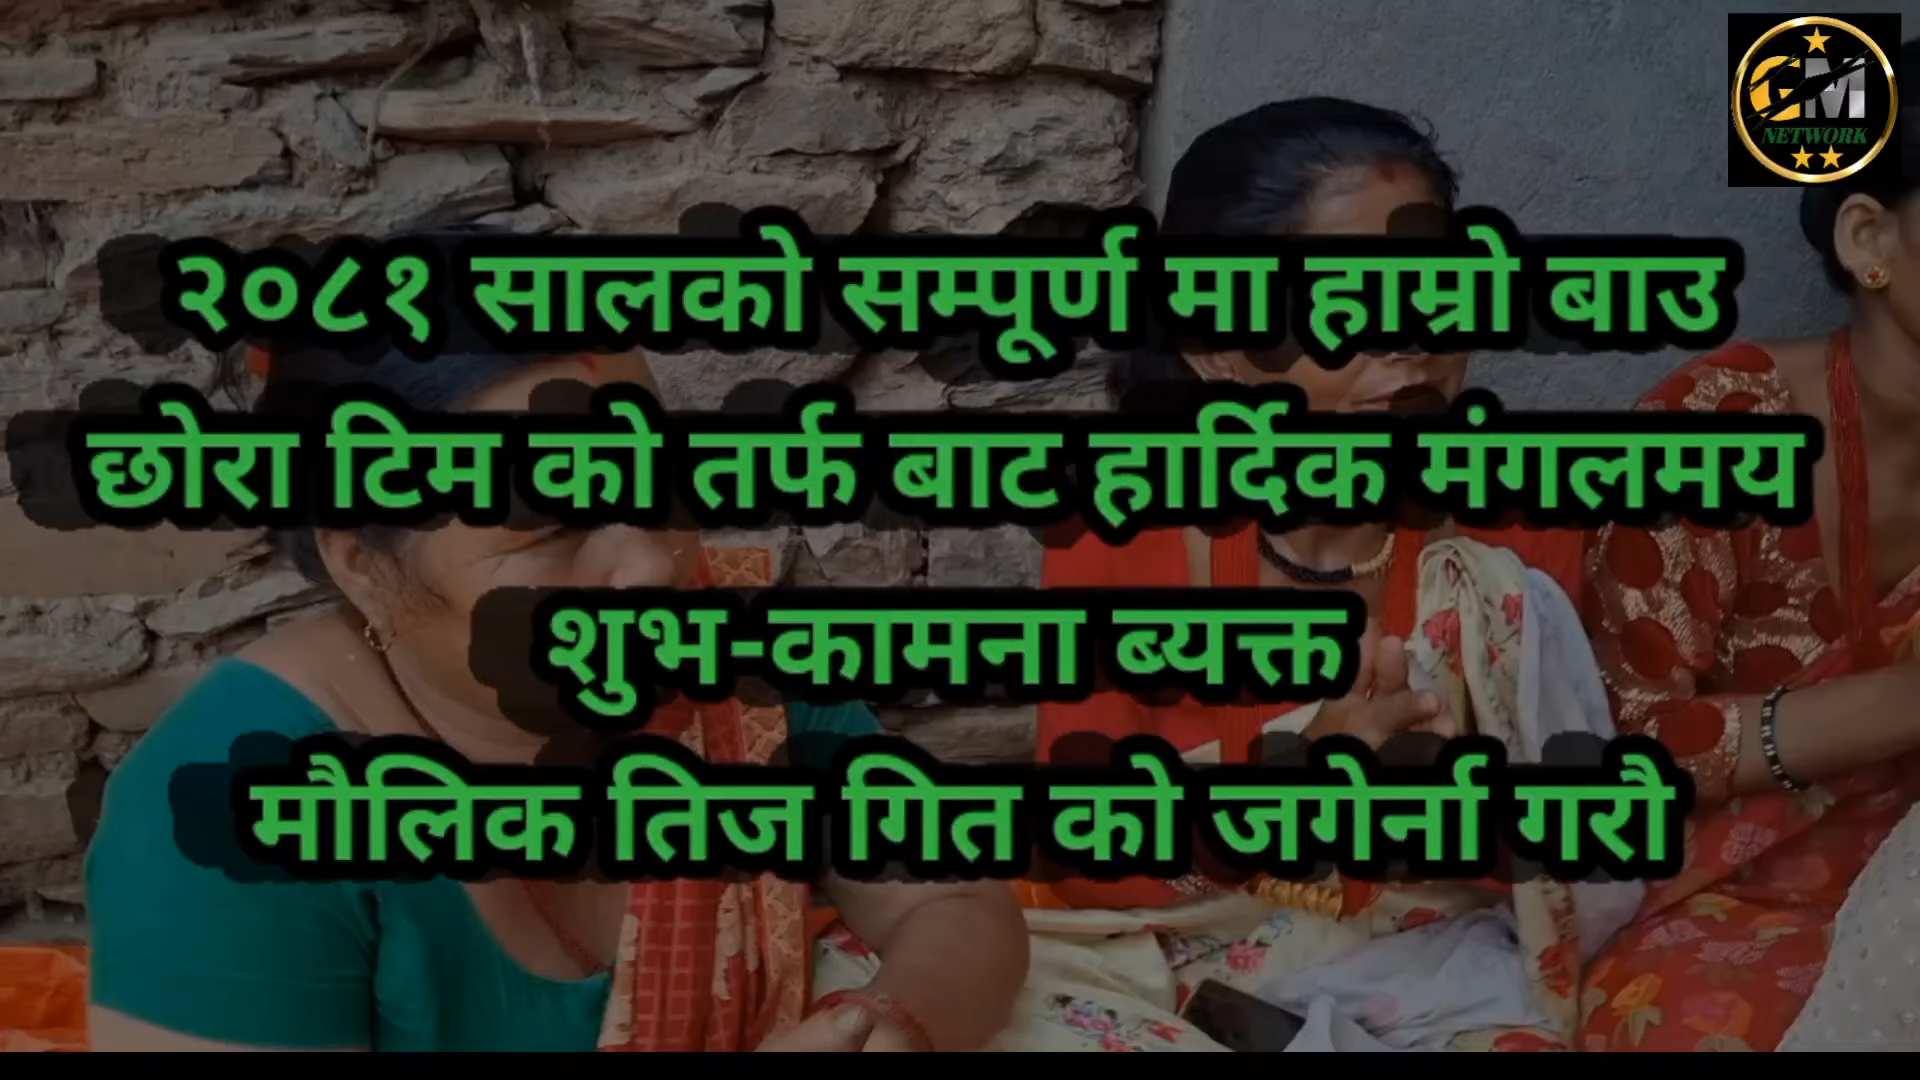 GM
NETWORK
२०८१ सालको सम्पूर्ण मा हाम्रो बाउ
छोरा टिम को तर्फ बाट हार्दिक मंगलमय
शुभ-कामना ब्यक्त
मौलिक तिज गित को जगेर्ना गरौ